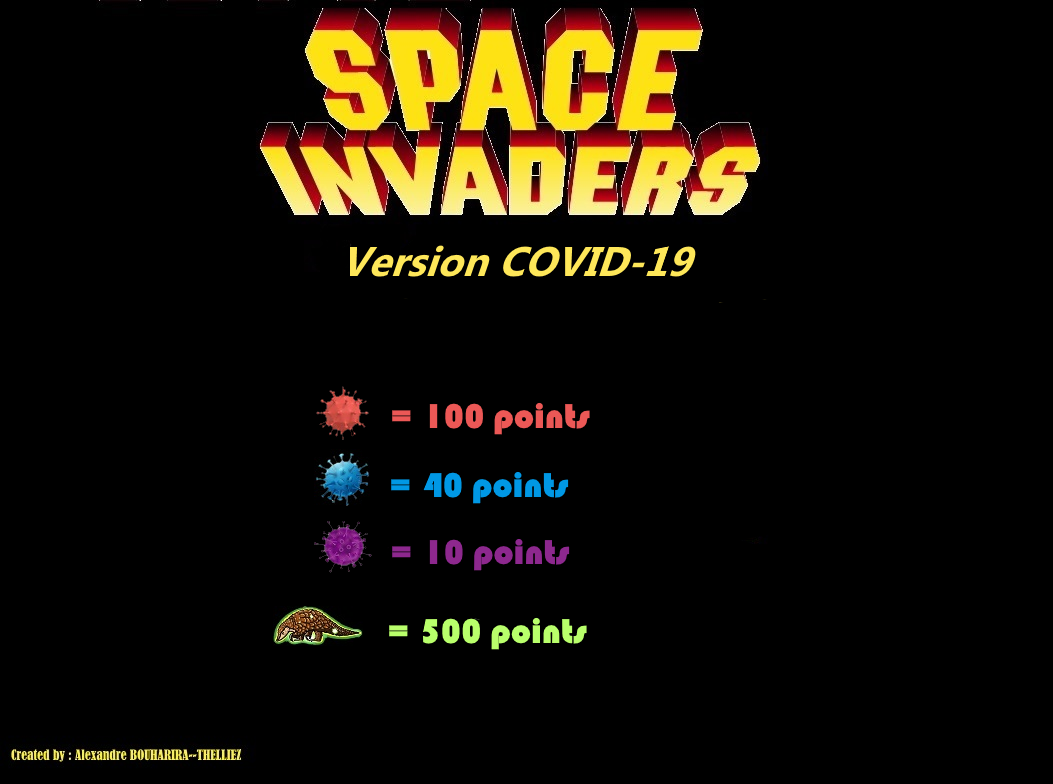 SPACE
INVADERS
Version COVID-19
= 100 points
= 40 points
= 10 points
= 500 points
Created by : Alexandre BOUHARIRA--THELLIEZ